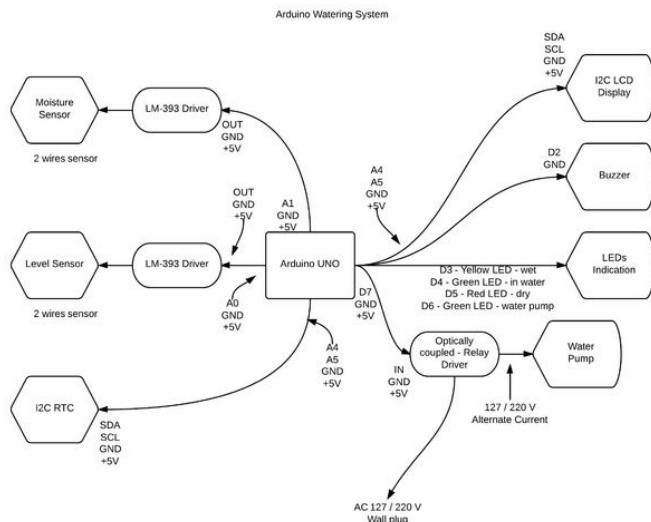 Arduino Watering System
Moisture
Sensor
2 wires sensor
LM-393 Driver
OUT
GND
+5V
A1
GND
+5V
OUT
GND
+5V
Level Sensor
2 wires sensor
LM-393 Driver
A0
GND
+5V
Arduino UNO
A4
A5
GND
+5V
I2C RTC
SDA
SCL
GND
+5V
SDA
SCL
GND
+5V
I2C LCD
Display
A4
A5
GND
+5V
D2
GND
Buzzer
LEDs
Indication
D3 - Yellow LED - wet
D4 - Green LED - in water
D5 - Red LED - dry
D6 - Green LED - water pump
D7
GND
+5V
IN
GND
+5V
Optically
coupled - Relay
Driver
Water
Pump
127 / 220 V
Alternate Current
AC 127 / 220 V
Wall plug